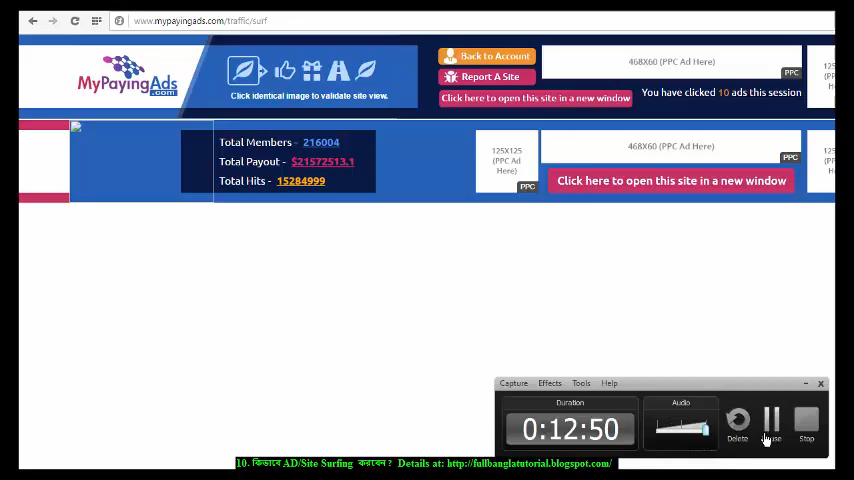 www.mypayingads.com/traffic/surf
MyPayingAds
.com
Click identical image to validate site view.
Back to Account
Report A Site
Click here to open this site in a new window
468X60 (PPC Ad Here)
PPC
You have clicked 10 ads this session
125
(PP
H
Total Members - 216004
Total Payout - $21572513.1
Total Hits - 15284999
125X125
(PPC Ad
Here)
PPC
468X60 (PPC Ad Here)
PPC
Click here to open this site in a new window
125
(PP
H
Capture Effects Tools Help
Duration
0:12:50
Audio
Delete
Pause
Stop
10. কিভাবে AD/Site Surfing করবেন ? Details at: http://fullbanglatutorial.blogspot.com/